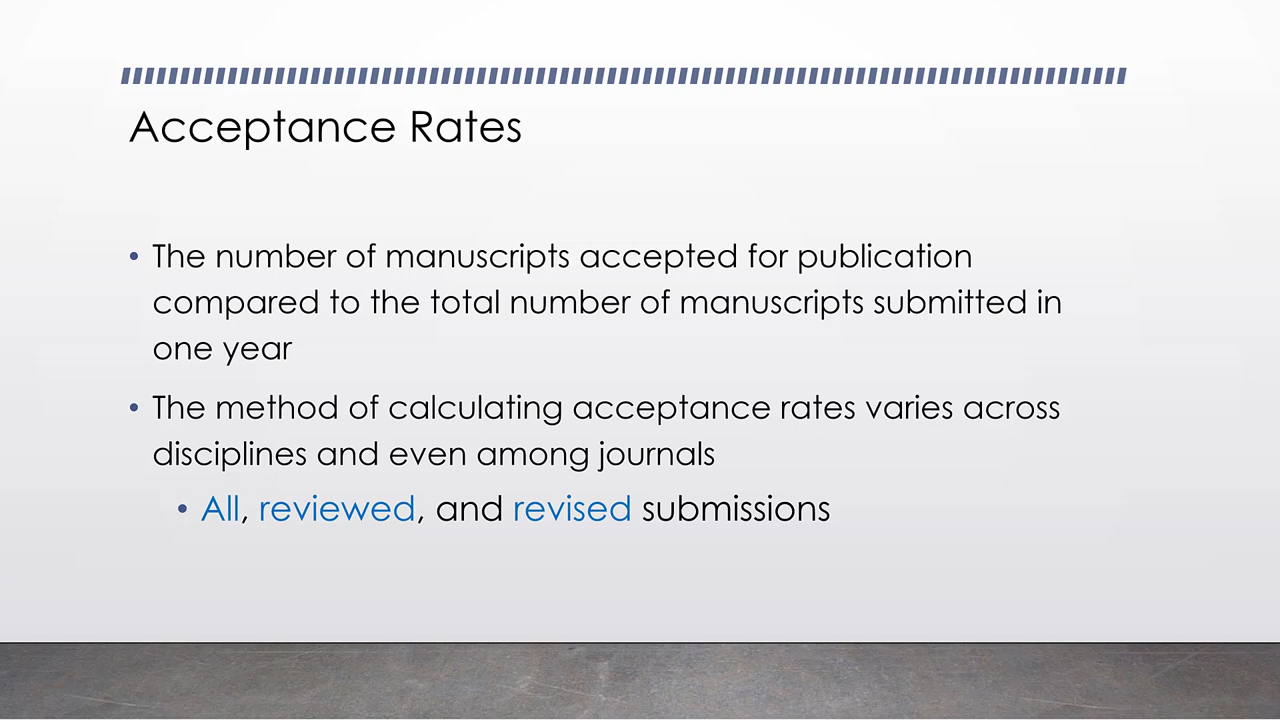 Acceptance Rates
• The number of manuscripts accepted for publication
compared to the total number of manuscripts submitted in
one year
• The method of calculating acceptance rates varies across
disciplines and even among journals
• All, reviewed, and revised submissions